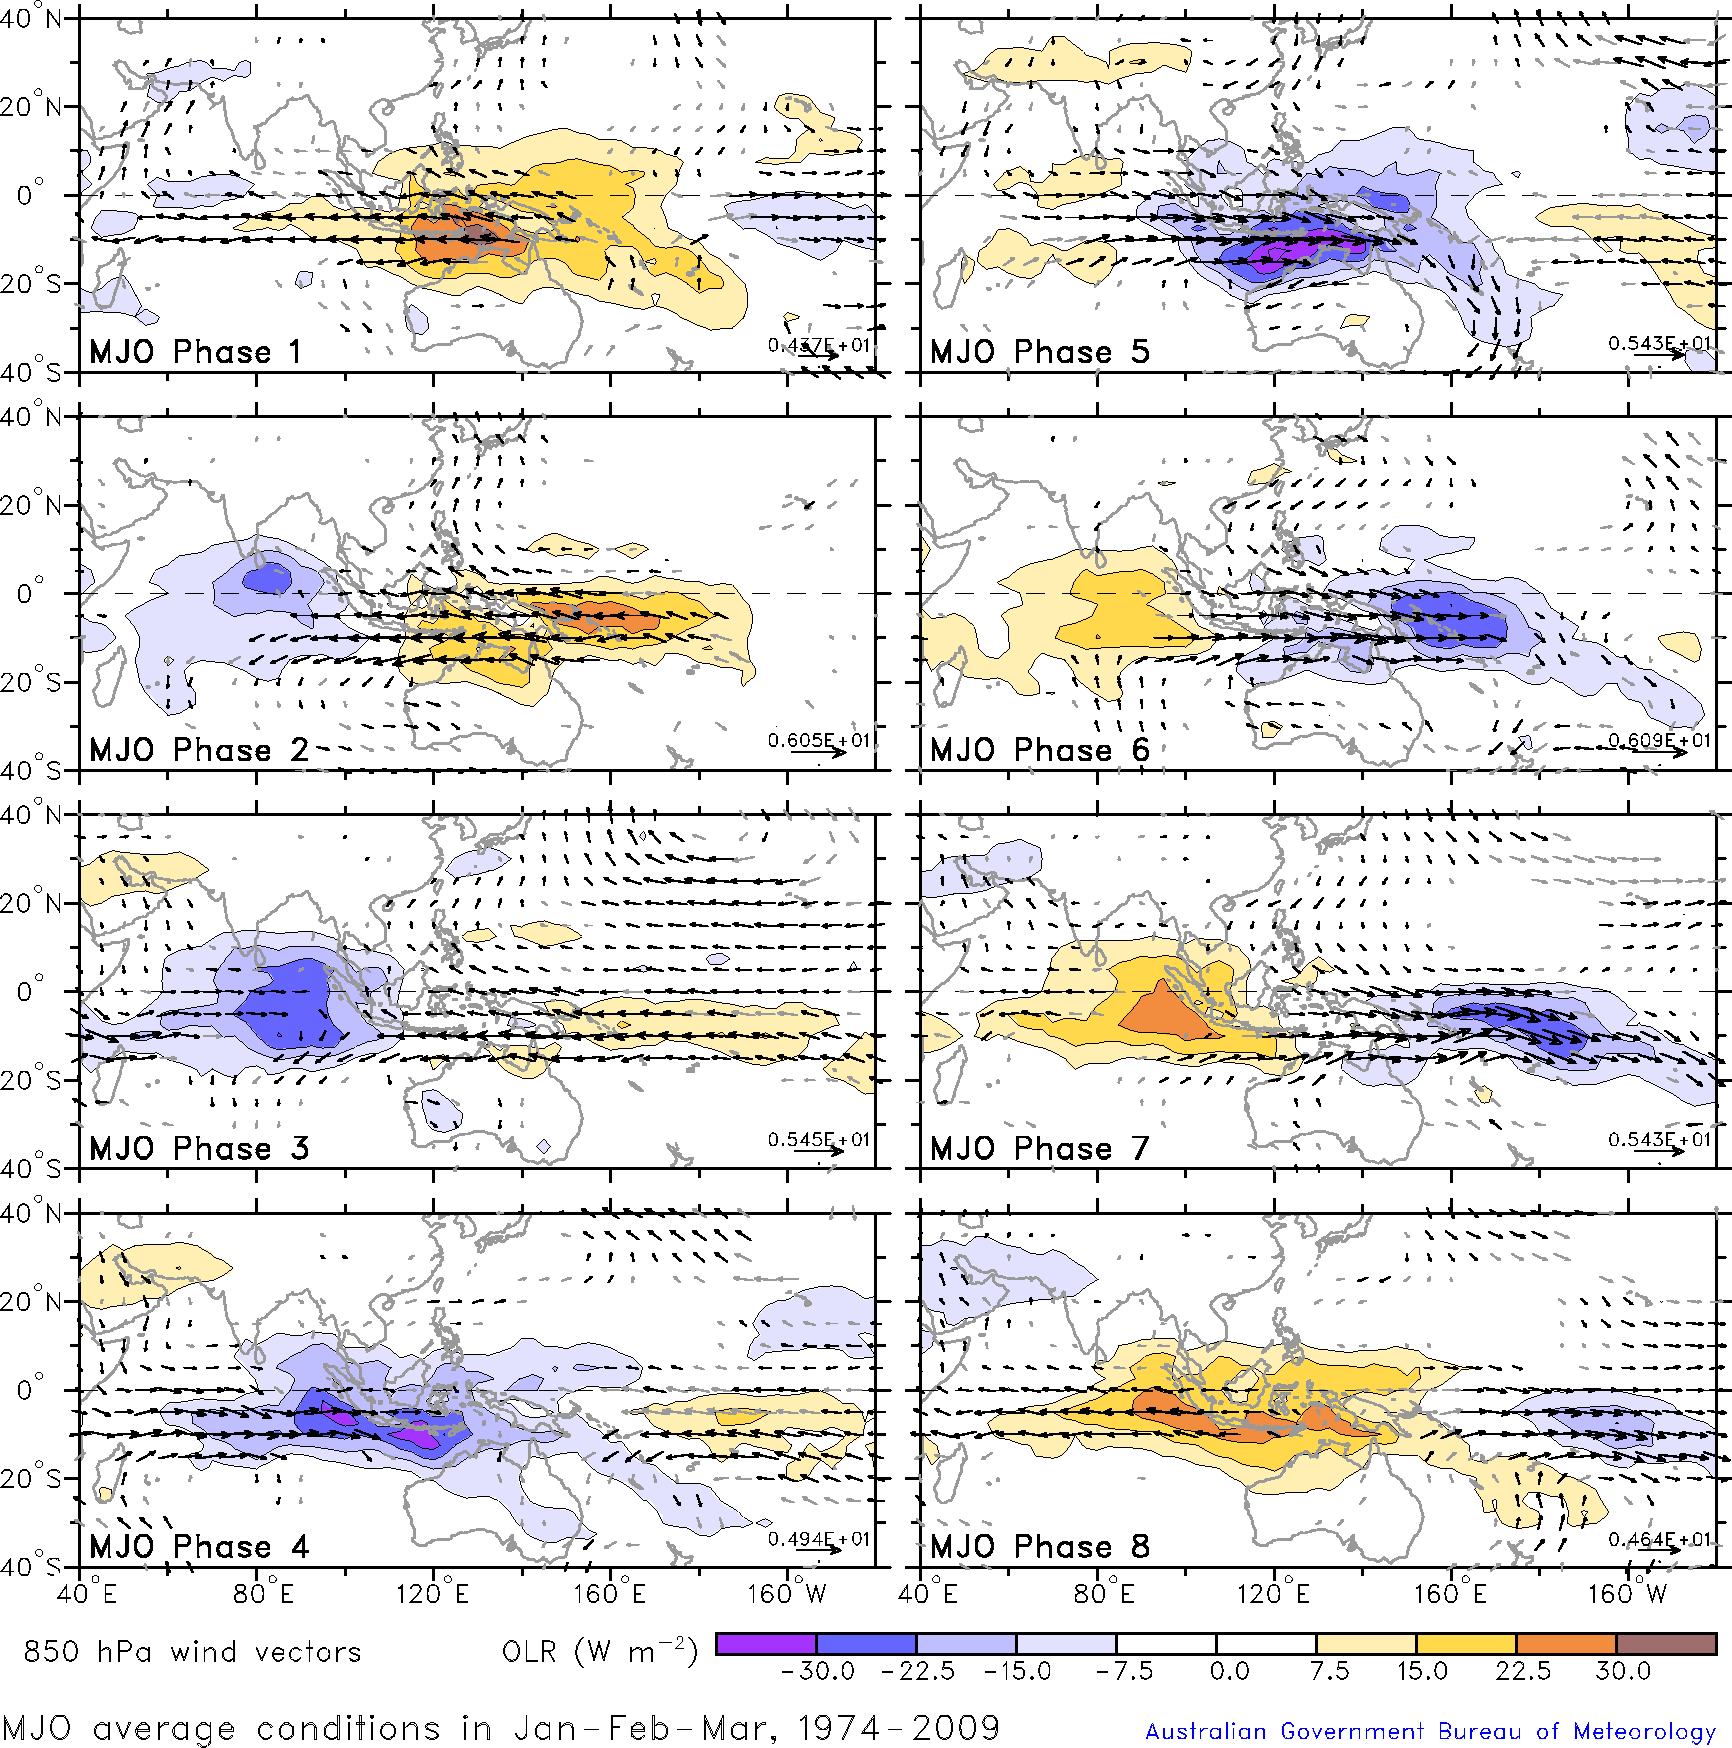 40°N
20°N
0°
20°S
40°S
MJO Phase 1
0.437E+01
MJO Phase 5
0.543E+01
40°N
20°N
0°
20°S
40°S
MJO Phase 2
0.605E+01
MJO Phase 6
0.609E+01
40°N
20°N
0°
20°S
40°S
MJO Phase 3
0.545E+01
MJO Phase 7
0.543E+01
40°N
20°N
0°
20°S
40°S
MJO Phase 4
0.494E+01
MJO Phase 8
0.464E+01
40°E 80°E 120°E 160°E 160°W 40°E 80°E 120°E 160°E 160°W
850 hPa wind vectors OLR (W m⁻²)
-30.0 -22.5 -15.0 -7.5 0.0 7.5 15.0 22.5 30.0
MJO average conditions in Jan-Feb-Mar, 1974-2009
Australian Government Bureau of Meteorology